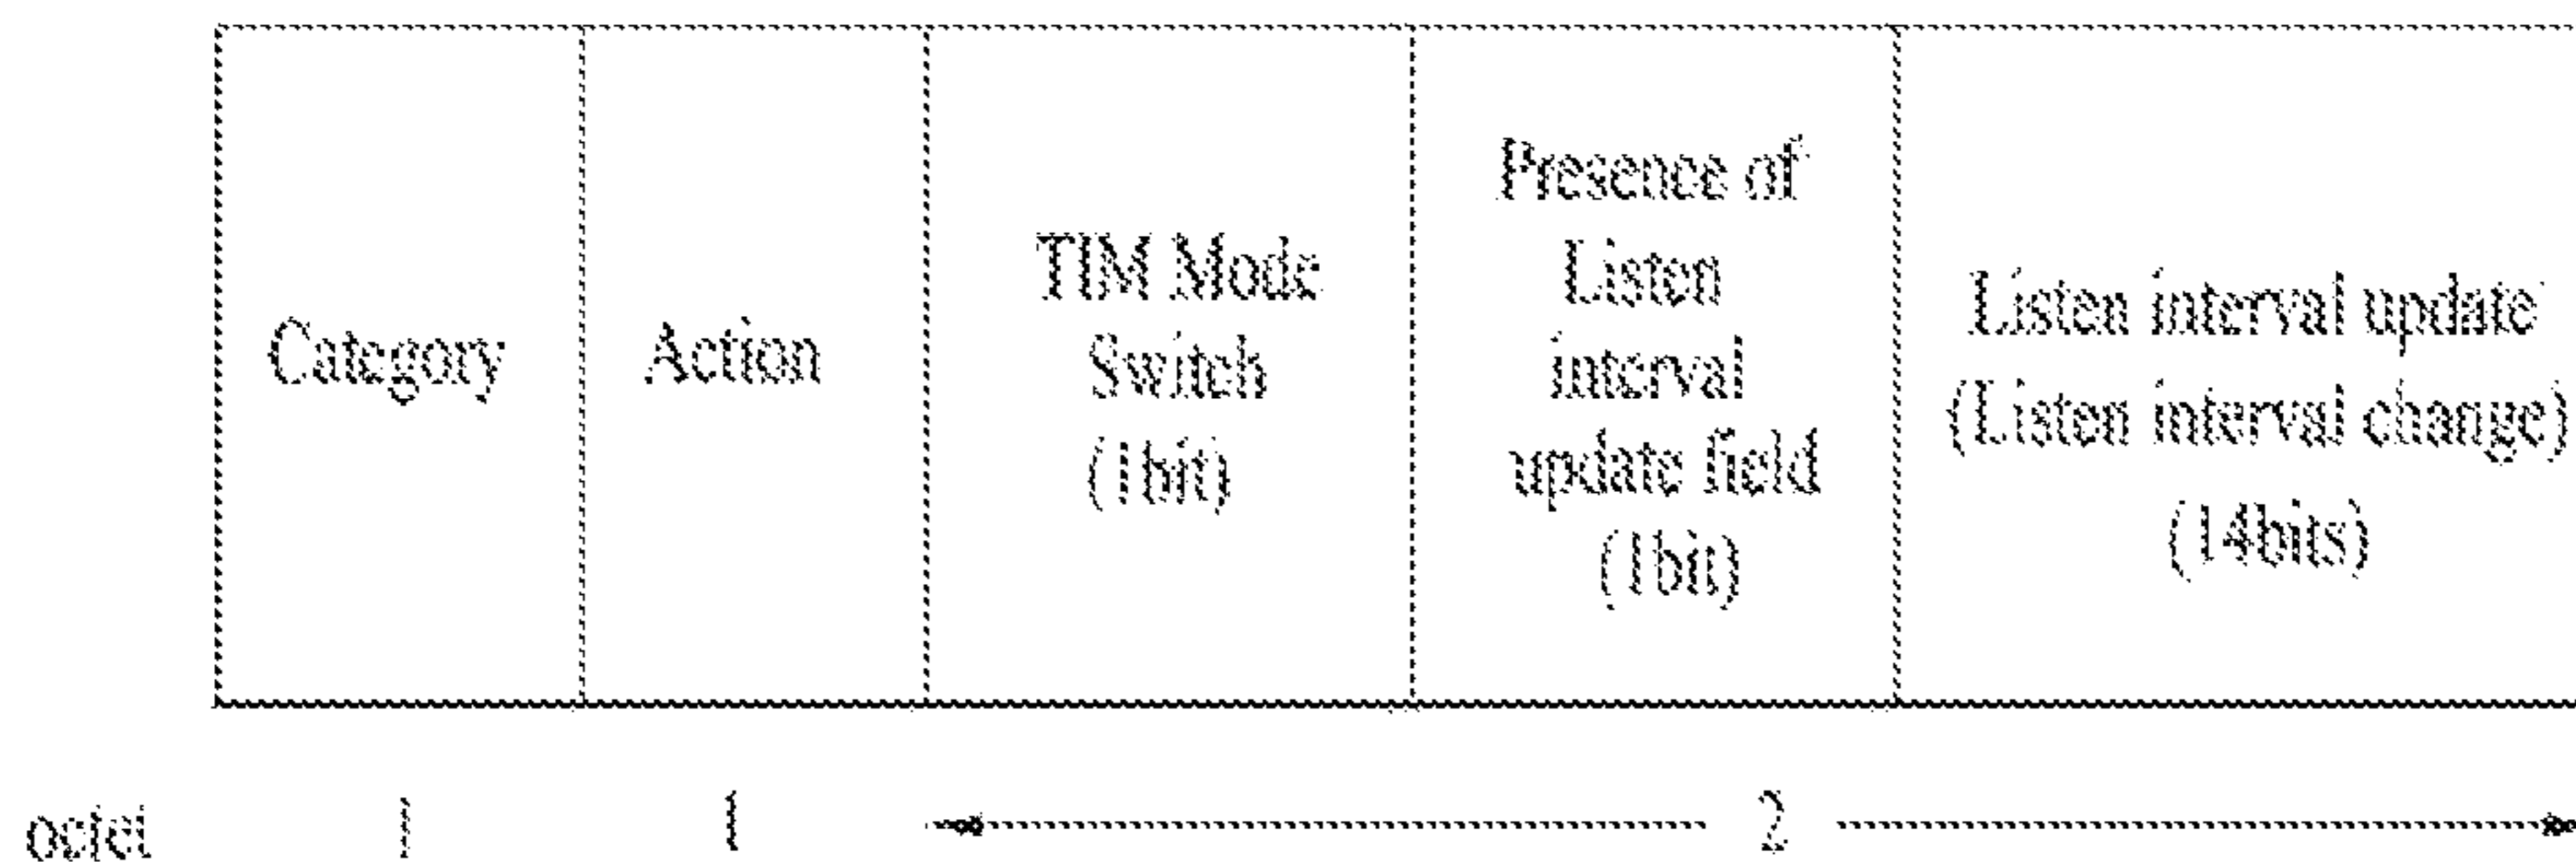 Category
Action
TIM Mode
Switch
(1bit)
Presence of
Listen
interval
update field
(1bit)
Listen interval update
(Listen interval change)
(14bits)
octet 1 1 2